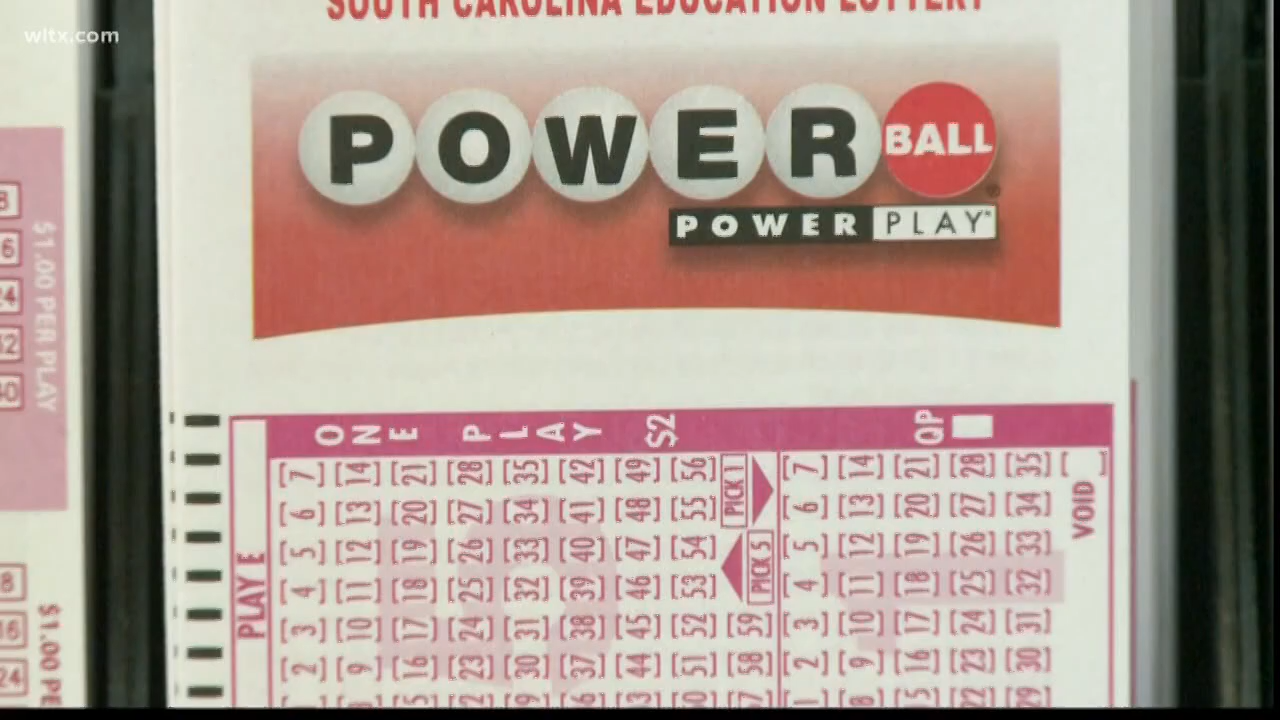 wltx.com
SOUTH CAROLINA EDUCATION LOTTERY
POWER BALL
POWER PLAY
ONE PLAY $2 QP
PLAY E
[7] [14] [21] [28] [35] [42] [49] [56] PICK 1 [7] [14] [21] [28] [35] [ ] VOID
[6] [13] [20] [27] [34] [41] [48] [55] [6] [13] [20] [27] [34]
[5] [12] [19] [26] [33] [40] [47] [54] PICK 5 [5] [12] [19] [26] [33]
[4] [11] [18] [25] [32] [39] [46] [53] [4] [11] [18] [25] [32]
[3] [10] [17] [24] [31] [38] [45] [52] [59] [3] [10] [17] [24] [31]
[2] [9] [16] [23] [30] [37] [44] [51] [58] [2] [9] [16] [23] [30]
$1.00 PER PLAY